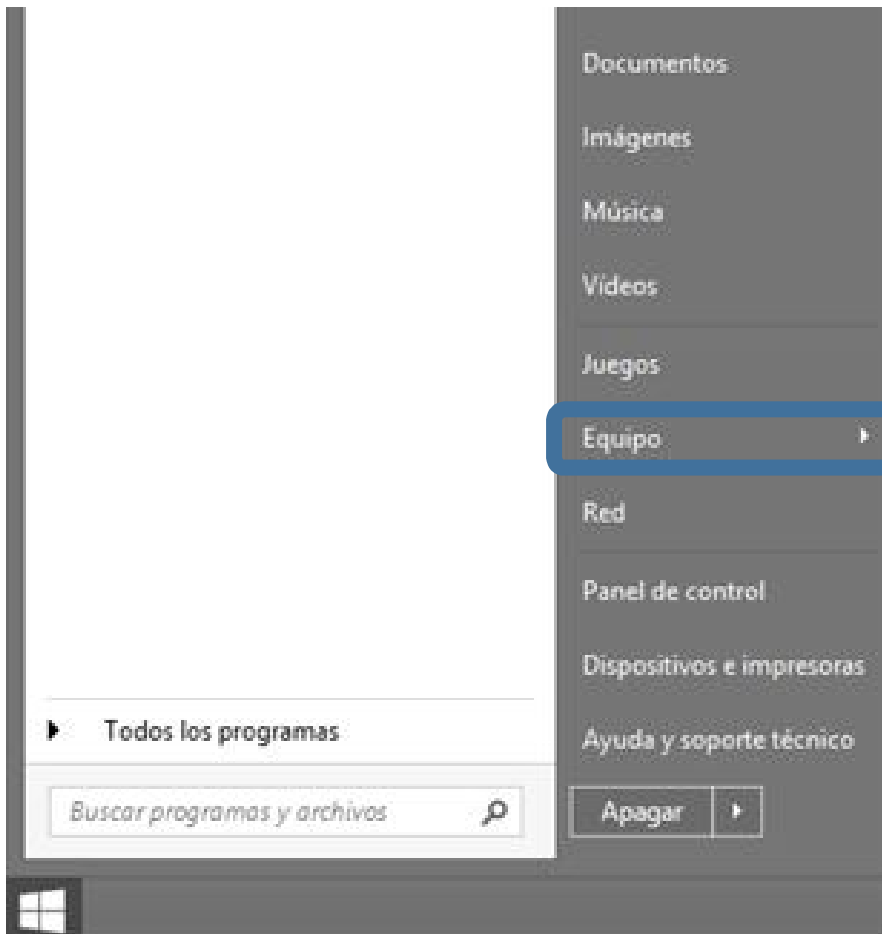 Documentos
Imágenes
Música
Vídeos
Juegos
Equipo
Red
Panel de control
Dispositivos e impresoras
Ayuda y soporte técnico
Todos los programas
Buscar programas y archivos
Apagar